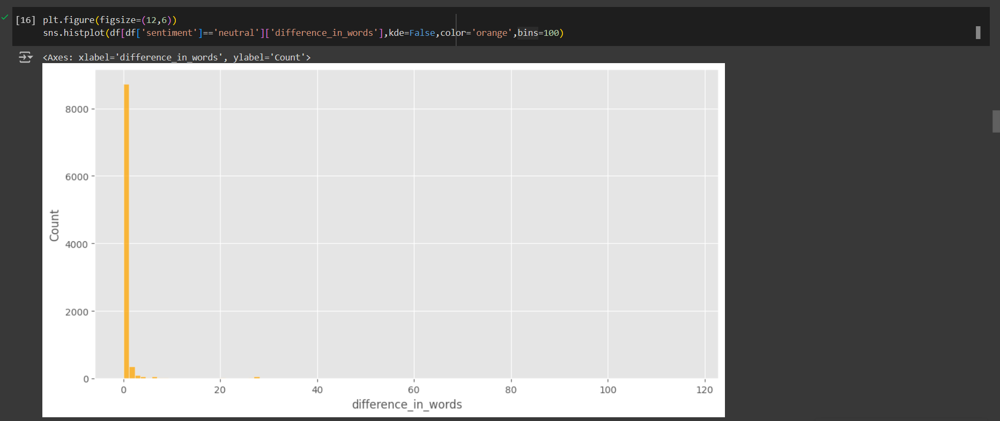 [16] plt.figure(figsize=(12,6))
sns.histplot(df[df['sentiment']=='neutral']['difference_in_words'],kde=False,color='orange',bins=100)
<Axes: xlabel='difference_in_words', ylabel='Count'>
8000
6000
4000
2000
0
Count
0 20 40 60 80 100 120
difference_in_words